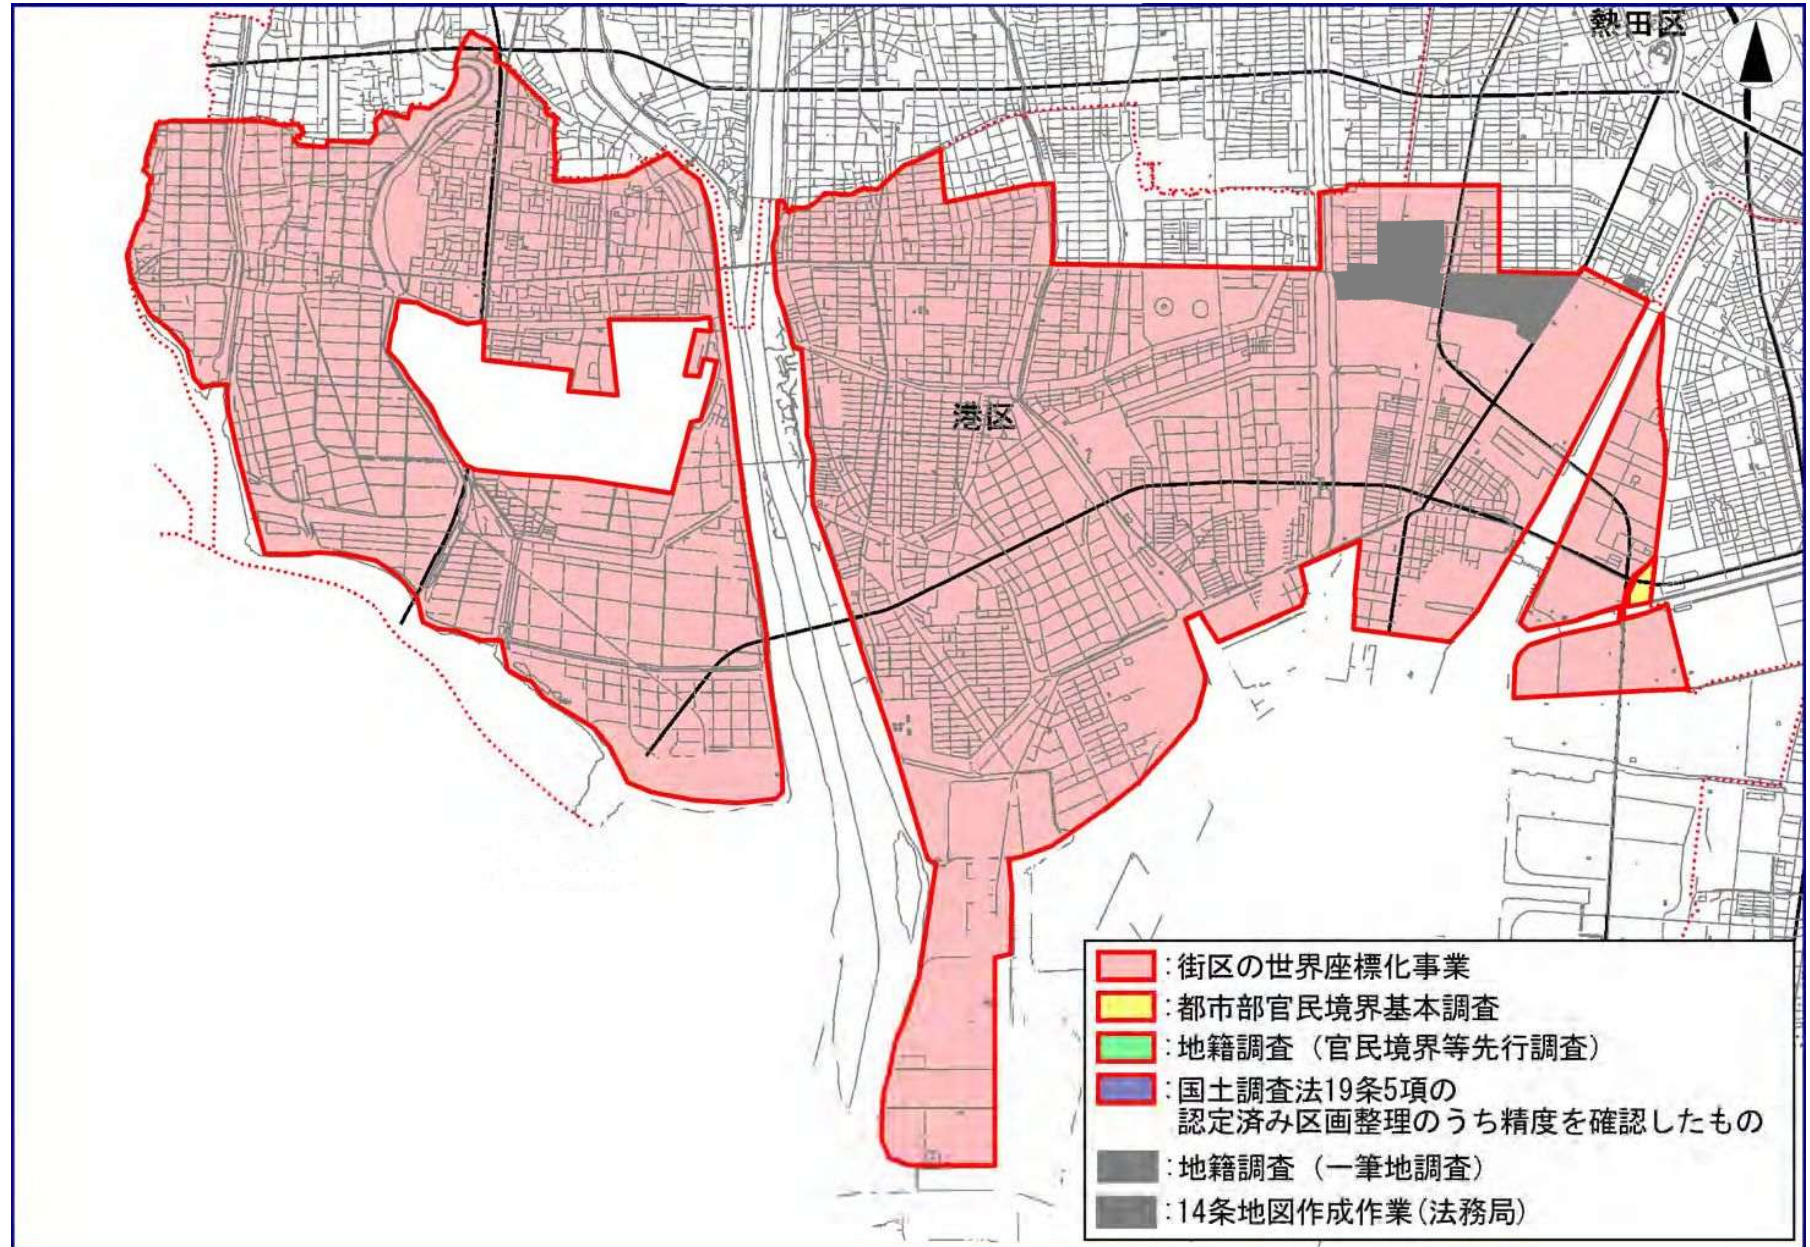 熱田区
港区
:街区の世界座標化事業
:都市部官民境界基本調査
:地籍調査（官民境界等先行調査）
:国土調査法19条5項の
認定済み区画整理のうち精度を確認したもの
:地籍調査（一筆地調査）
:14条地図作成作業(法務局)